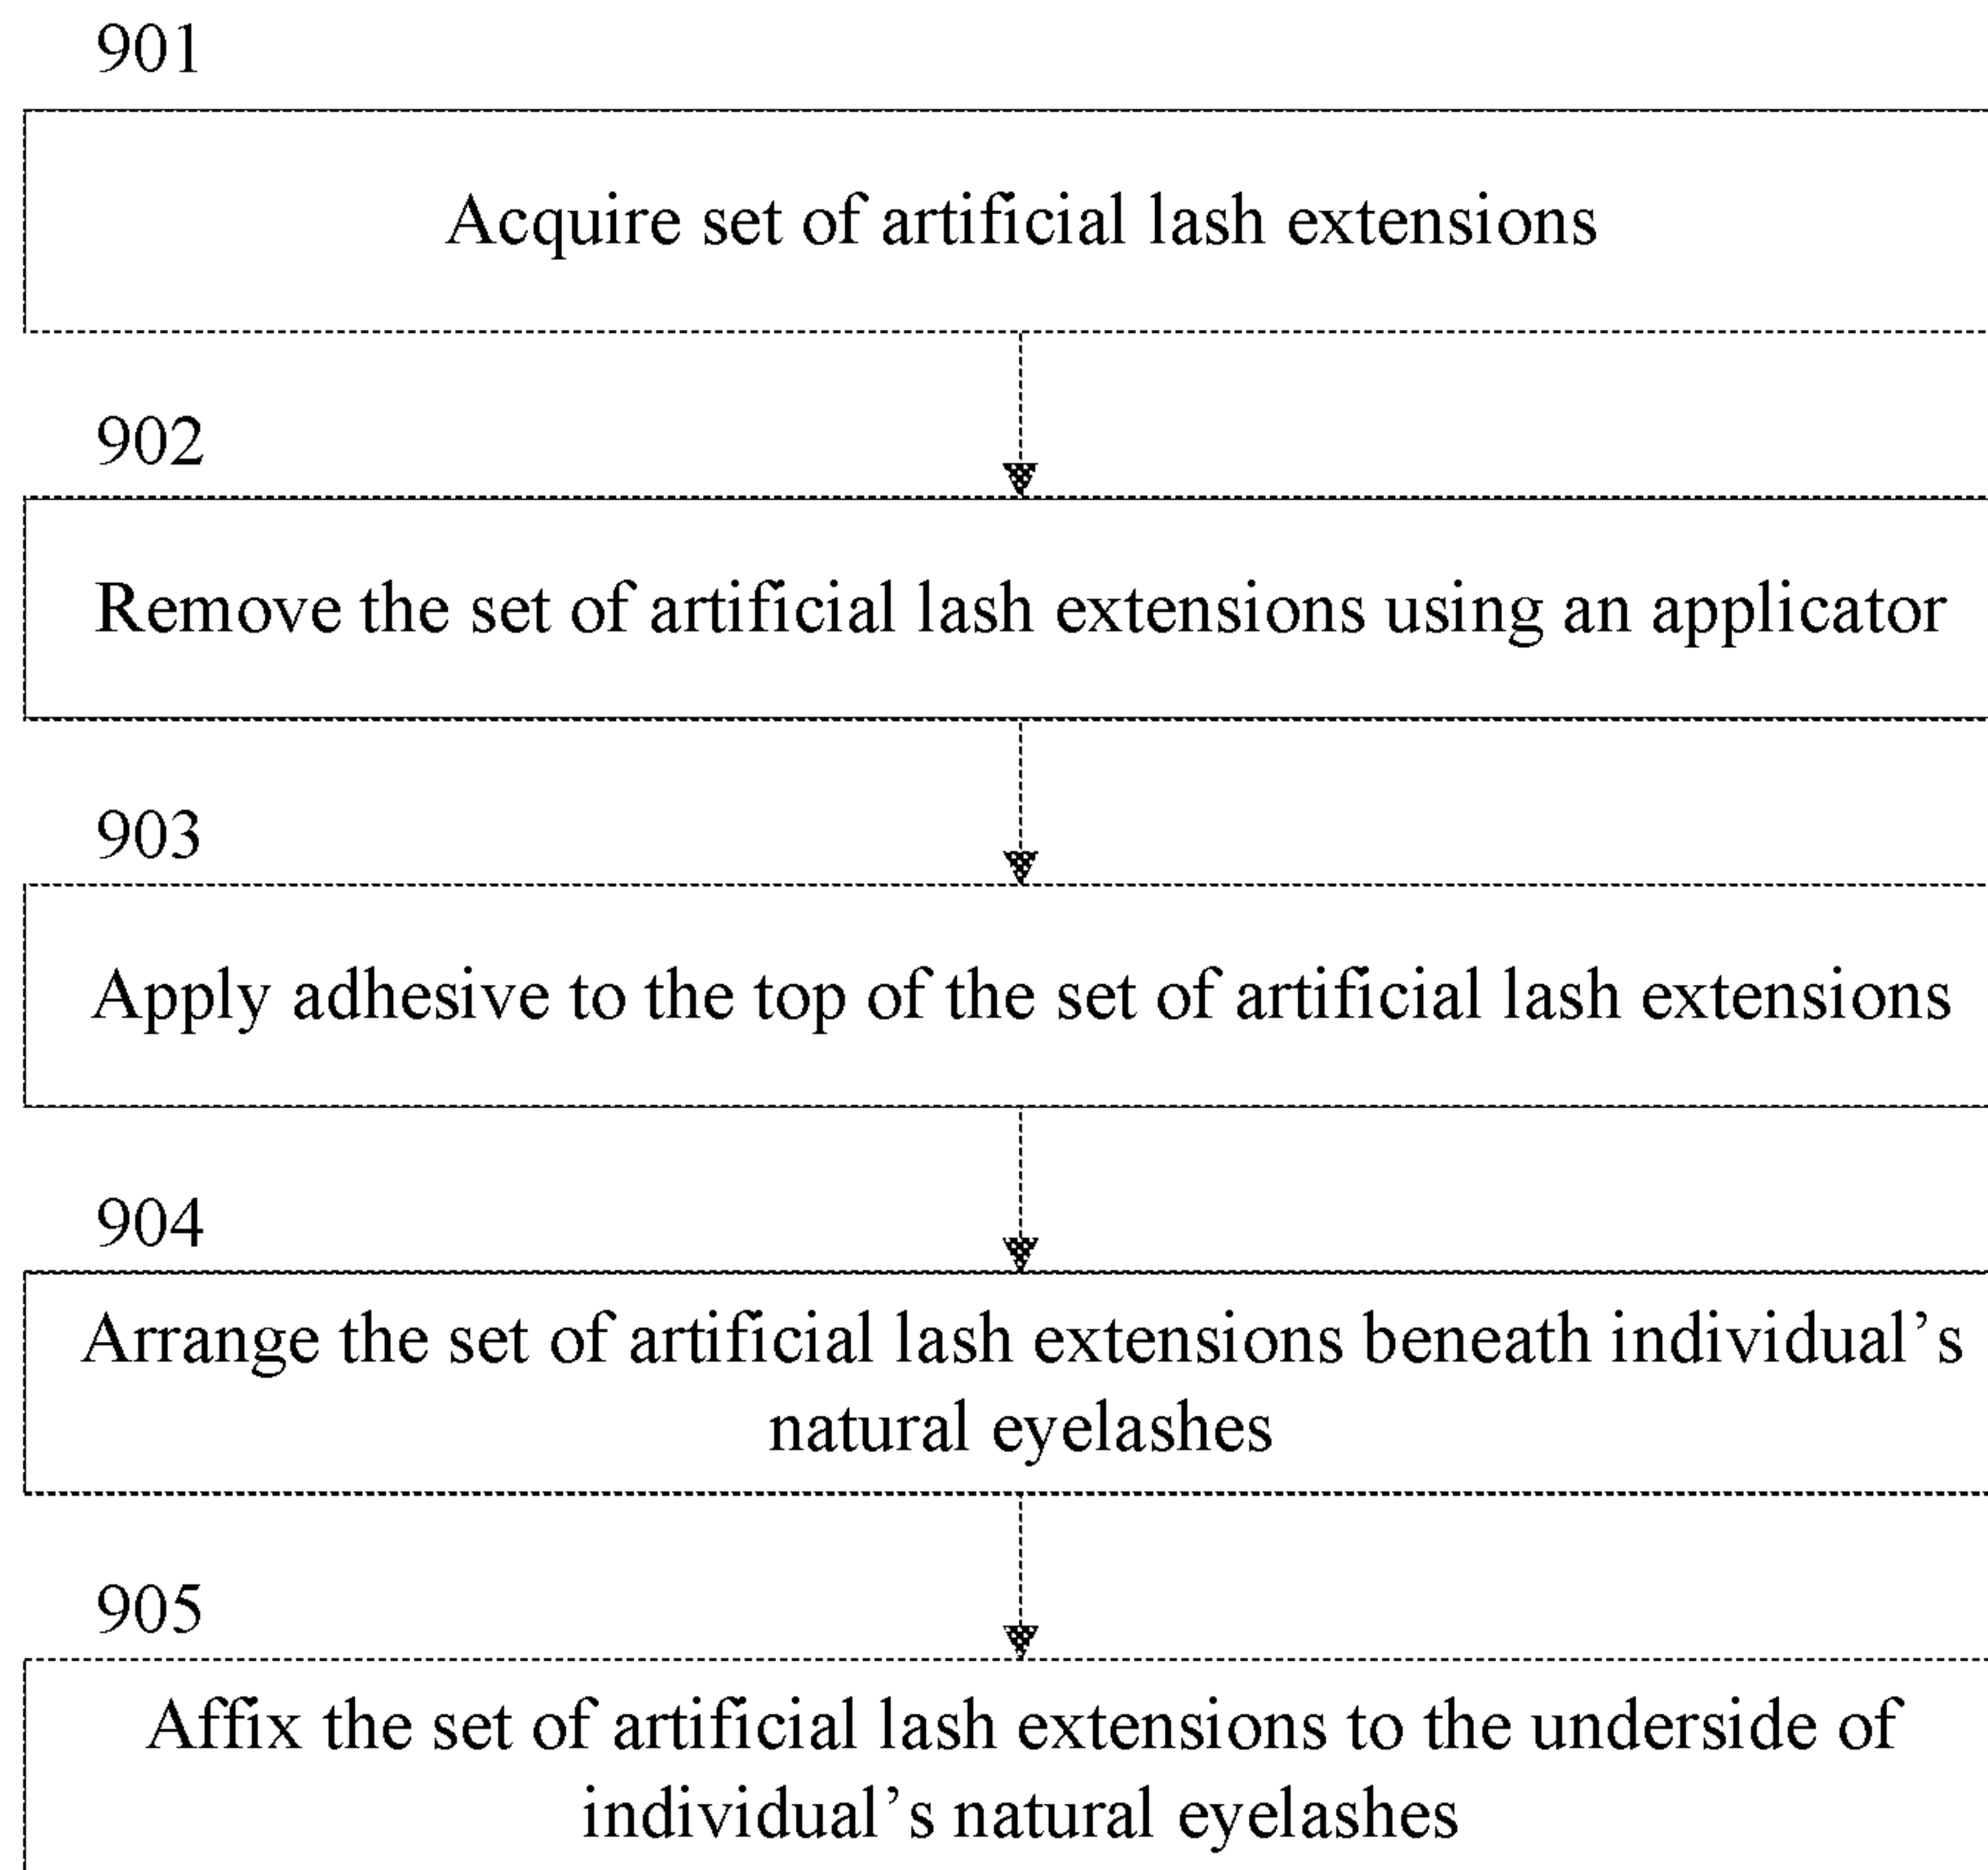 901
Acquire set of artificial lash extensions
902
Remove the set of artificial lash extensions using an applicator
903
Apply adhesive to the top of the set of artificial lash extensions
904
Arrange the set of artificial lash extensions beneath individual’s
natural eyelashes
905
Affix the set of artificial lash extensions to the underside of
individual’s natural eyelashes